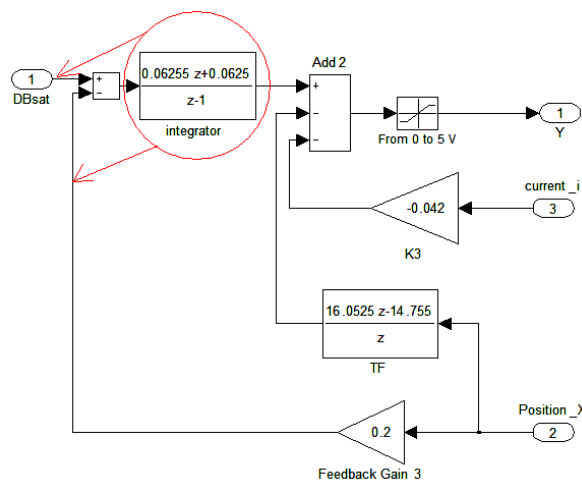 Add 2
0.06255 z+0.0625
z-1
integrator
1
DBsat
+
−
+
−
−
From 0 to 5 V
1
Y
current _i
3
-0.042
K3
16 .0525 z-14 .755
z
TF
Position _X
2
0.2
Feedback Gain 3